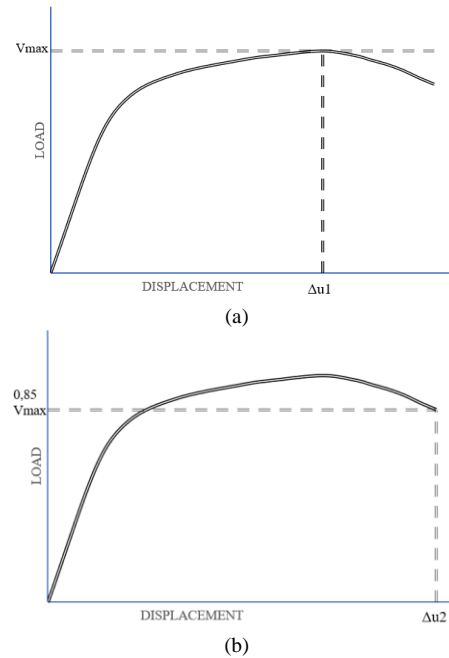 Vmax
LOAD
DISPLACEMENT
Δu1
(a)
0,85
Vmax
LOAD
DISPLACEMENT
Δu2
(b)